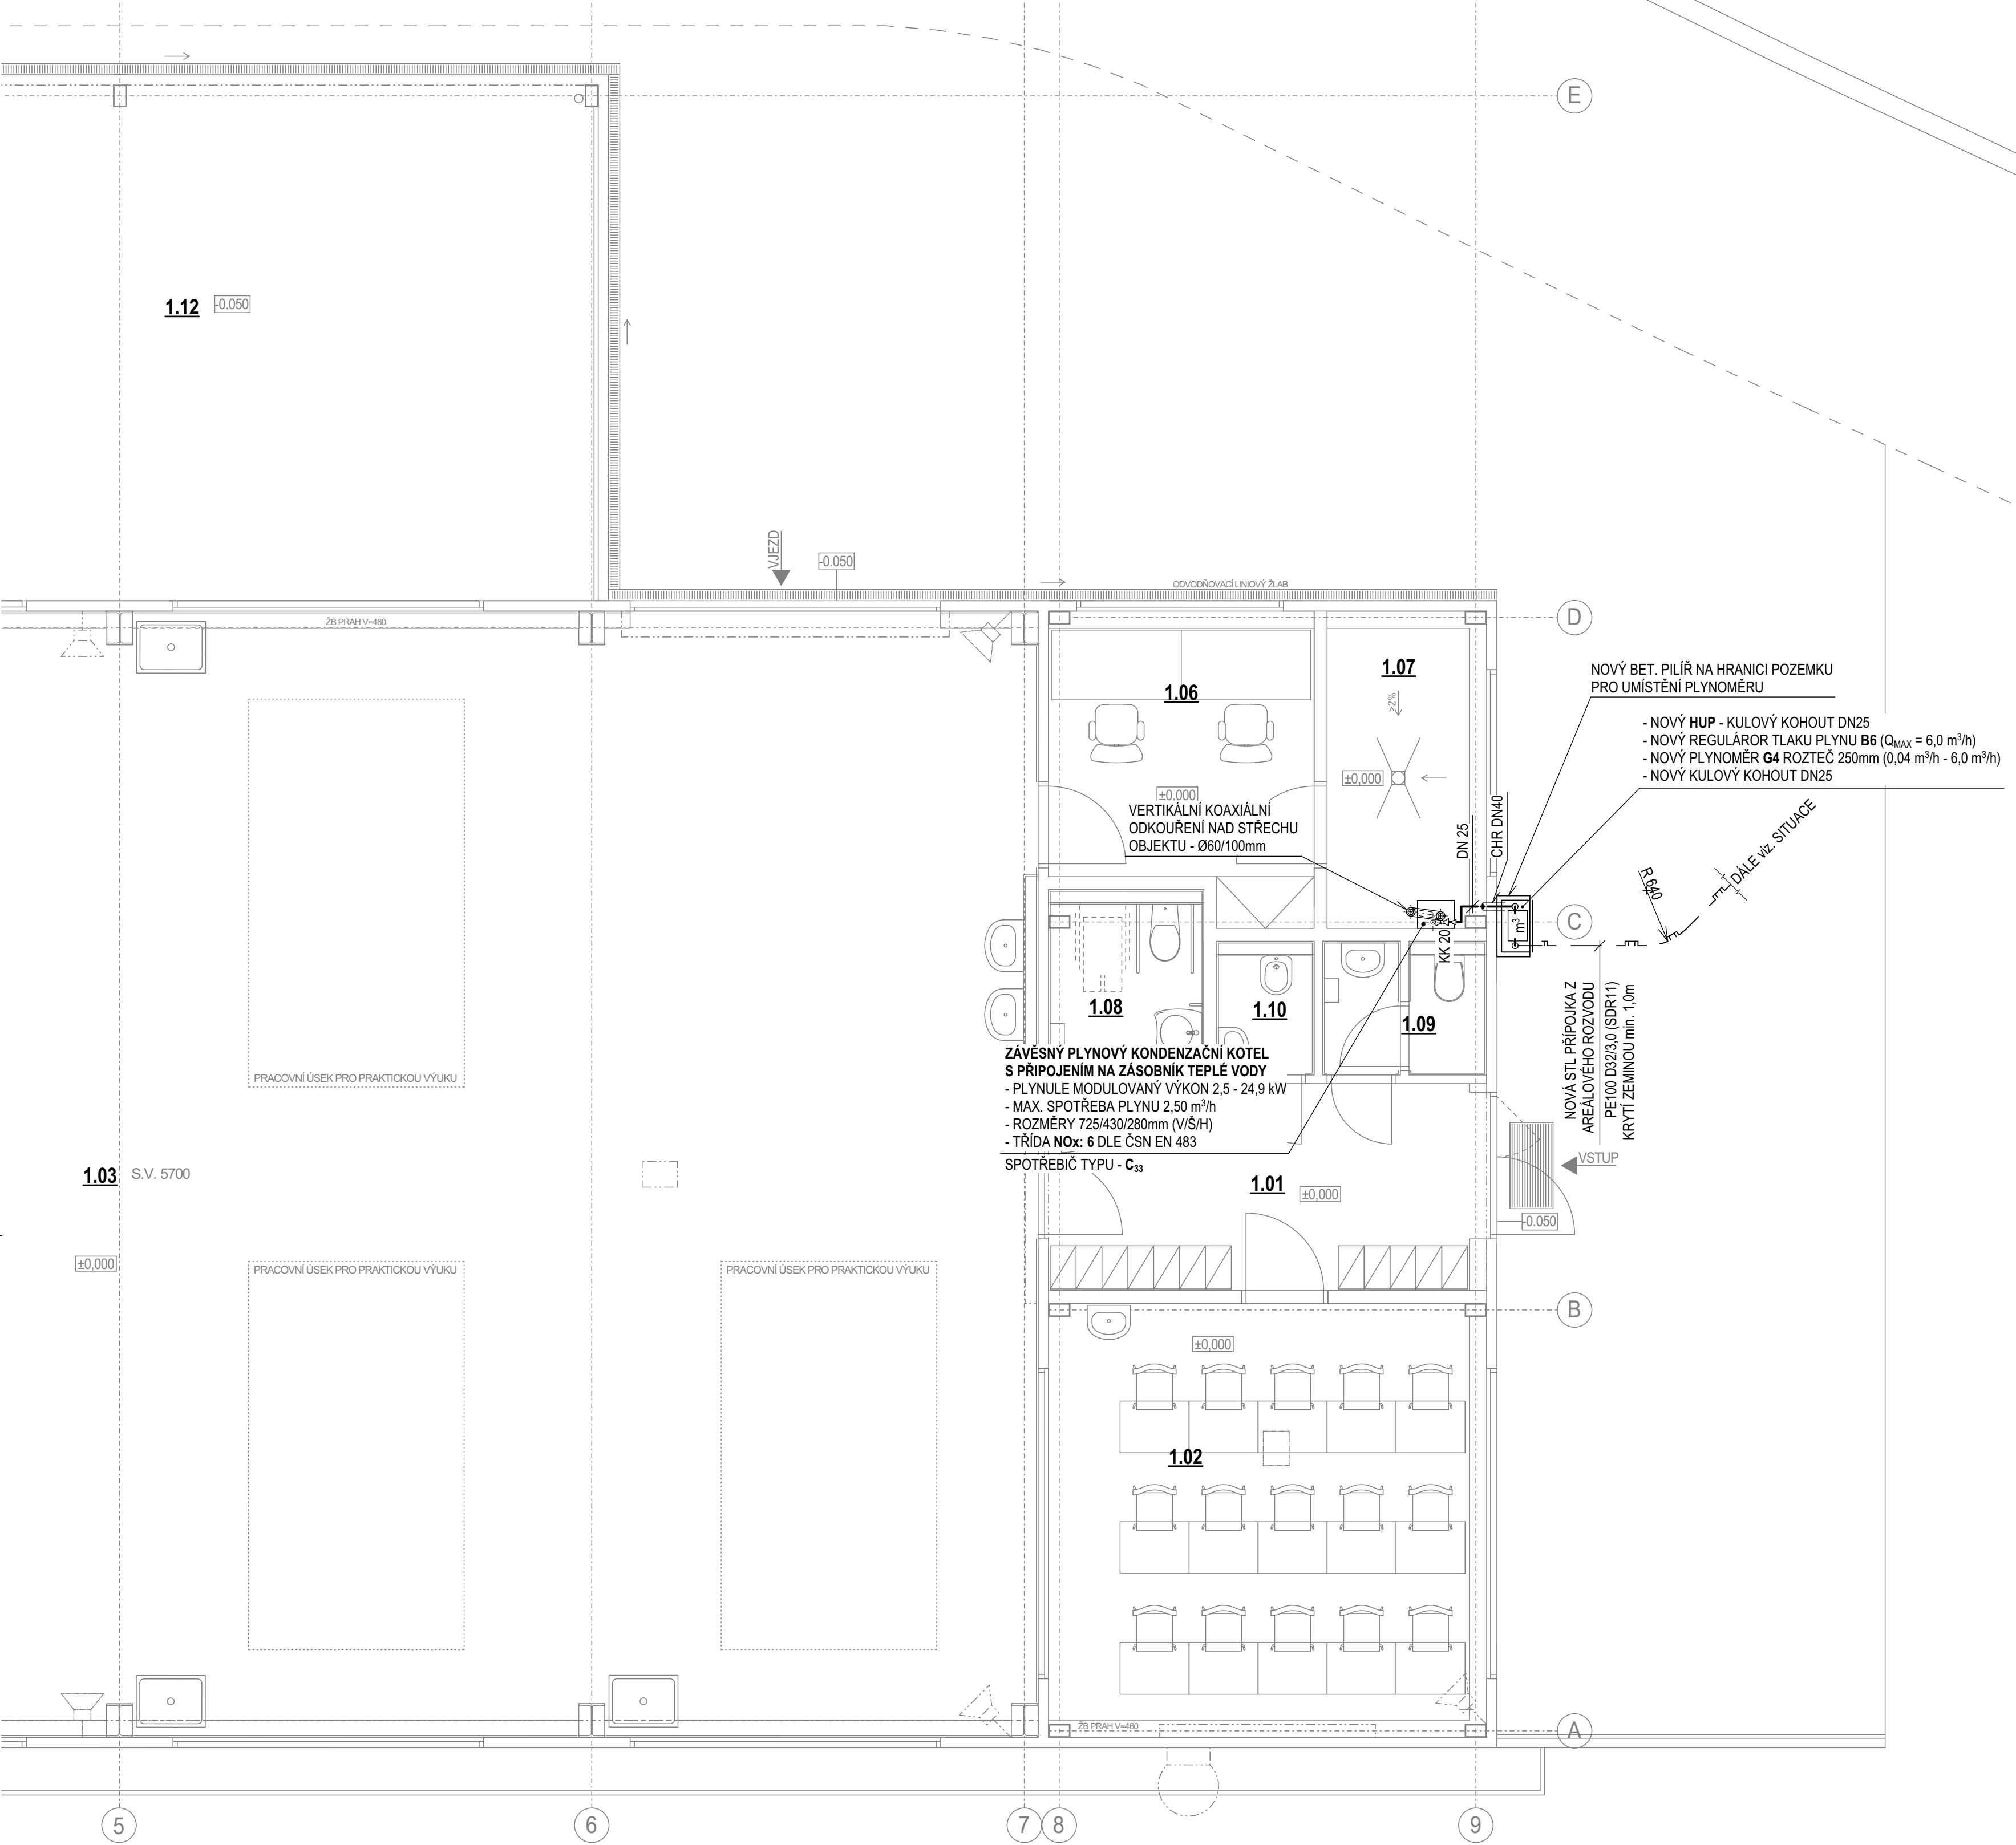 E
1.12 -0.050
VJEZD
-0.050
ODVODŇOVACÍ LINIOVÝ ŽLAB
ŽB PRAH V=460
D
1.06
±0,000
1.07
>2%
±0,000
NOVÝ BET. PILÍŘ NA HRANICI POZEMKU
PRO UMÍSTĚNÍ PLYNOMĚRU
- NOVÝ HUP - KULOVÝ KOHOUT DN25
- NOVÝ REGULÁROR TLAKU PLYNU B6 (QMAX = 6,0 m³/h)
- NOVÝ PLYNOMĚR G4 ROZTEČ 250mm (0,04 m³/h - 6,0 m³/h)
- NOVÝ KULOVÝ KOHOUT DN25
VERTIKÁLNÍ KOAXIÁLNÍ
ODKOUŘENÍ NAD STŘECHU
OBJEKTU - Ø60/100mm
DN 25
CHR DN40
R 640
DÁLE viz. SITUACE
C
m³
KK 20
NOVÁ STL PŘÍPOJKA Z
AREÁLOVÉHO ROZVODU
PE100 D32/3,0 (SDR11)
KRYTÍ ZEMINOU min. 1,0m
1.08
1.10
1.09
ZÁVĚSNÝ PLYNOVÝ KONDENZAČNÍ KOTEL
S PŘIPOJENÍM NA ZÁSOBNÍK TEPLÉ VODY
- PLYNULE MODULOVANÝ VÝKON 2,5 - 24,9 kW
- MAX. SPOTŘEBA PLYNU 2,50 m³/h
- ROZMĚRY 725/430/280mm (V/Š/H)
- TŘÍDA NOx: 6 DLE ČSN EN 483
SPOTŘEBIČ TYPU - C₃₃
PRACOVNÍ ÚSEK PRO PRAKTICKOU VÝUKU
1.03 S.V. 5700
±0,000
1.01 ±0,000
VSTUP
-0.050
PRACOVNÍ ÚSEK PRO PRAKTICKOU VÝUKU
PRACOVNÍ ÚSEK PRO PRAKTICKOU VÝUKU
B
±0,000
1.02
ŽB PRAH V=460
A
5
6
7
8
9